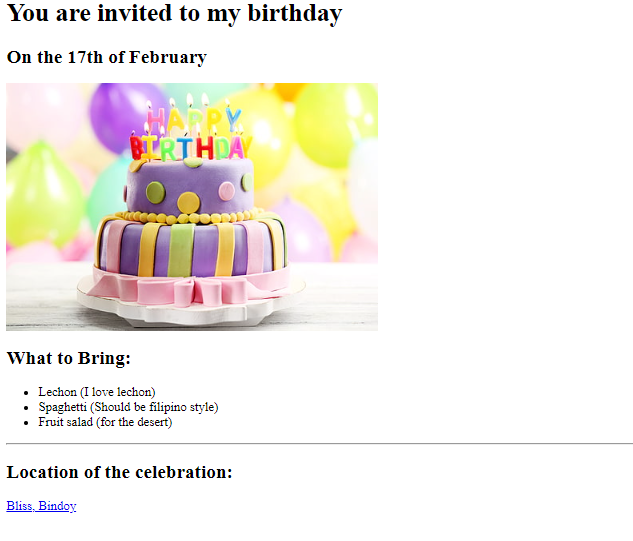 You are invited to my birthday
On the 17th of February
HAPPY
BIRTHDAY
What to Bring:
Lechon (I love lechon)
Spaghetti (Should be filipino style)
Fruit salad (for the desert)
Location of the celebration:
Bliss, Bindoy